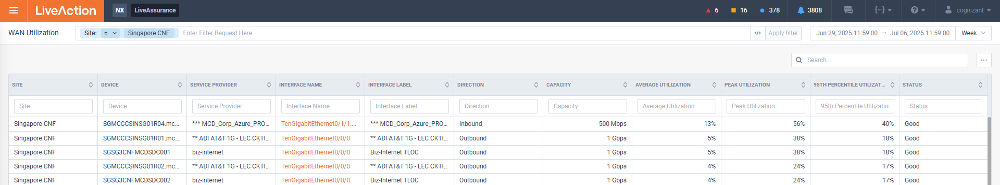 LiveAction NX LiveAssurance 6 16 378 3808 {···} cognizant
WAN Utilization Site: = Singapore CNF Enter Filter Request Here </> Apply filter Jun 29, 2025 11:59:00 → Jul 06, 2025 11:59:00 Week
Search... ...
SITE DEVICE SERVICE PROVIDER INTERFACE NAME INTERFACE LABEL DIRECTION CAPACITY AVERAGE UTILIZATION PEAK UTILIZATION 95TH PERCENTILE UTILIZAT... STATUS
Site Device Service Provider Interface Name Interface Label Direction Capacity Average Utilization Peak Utilization 95th Percentile Utilization Status
Singapore CNF SGMCCCSINSG01R04.mc... *** MCD_Corp_Azure_PRO... TenGigabitEthernet0/1/1.... *** MCD_Corp_Azure_PRO... Inbound 500 Mbps 13% 56% 40% Good
Singapore CNF SGMCCCSINSG01R01.mc... ** ADI AT&T 1G - LEC CKTI... TenGigabitEthernet0/0/0 ** ADI AT&T 1G - LEC CKTI... Outbound 1 Gbps 5% 38% 18% Good
Singapore CNF SGSG3CNFMCDSDC001 biz-internet TenGigabitEthernet0/0/0 Biz-Internet TLOC Outbound 1 Gbps 5% 38% 18% Good
Singapore CNF SGMCCCSINSG01R02.mc... ** ADI AT&T 1G - LEC CKTI... TenGigabitEthernet0/0/0 ** ADI AT&T 1G - LEC CKTI... Outbound 1 Gbps 4% 24% 17% Good
Singapore CNF SGSG3CNFMCDSDC002 biz-internet TenGigabitEthernet0/0/0 Biz-Internet TLOC Outbound 1 Gbps 4% 24% 17% Good